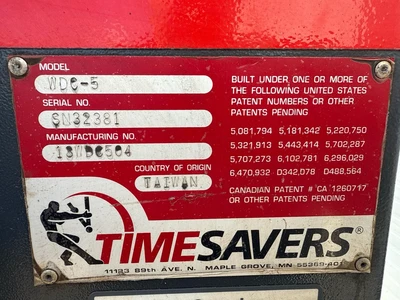 MODEL
WDC-5
SERIAL NO.
SN32381
MANUFACTURING NO.
13WDC504
COUNTRY OF ORIGIN
TAIWAN
BUILT UNDER ONE OR MORE OF
THE FOLLOWING UNITED STATES
PATENT NUMBERS OR OTHER
PATENTS PENDING
5,081,794 5,181,342 5,220,750
5,321,913 5,443,414 5,702,287
5,707,273 6,102,781 6,296,029
6,470,932 D342,078 D488,564
CANADIAN PATENT # CA 1260717
OR OTHER PATENTS PENDING
TIMESAVERS®
11123 89th AVE. N. MAPLE GROVE, MN 55369-4011